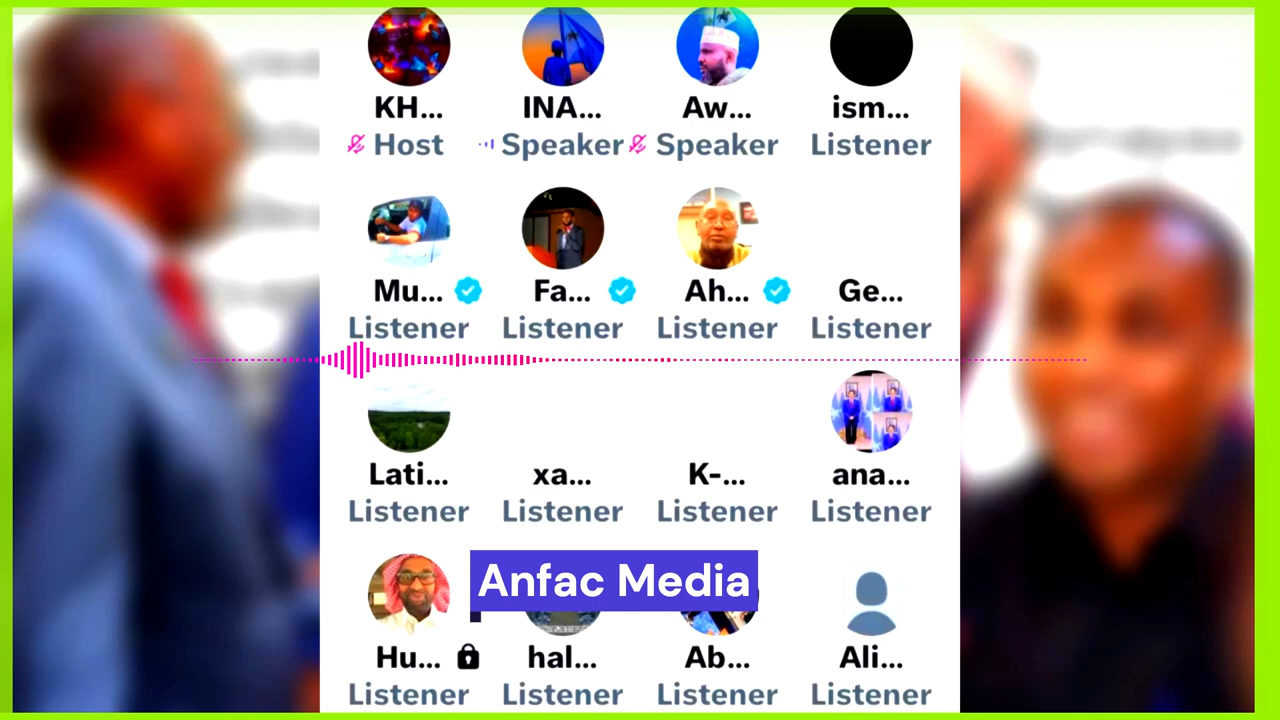 KH... INA... Aw... ism...
Host Speaker Speaker Listener
Mu... Fa... Ah... Ge...
Listener Listener Listener Listener
Lati... xa... K-... ana...
Listener Listener Listener Listener
Anfac Media
Hu... hal... Ab... Ali...
Listener Listener Listener Listener